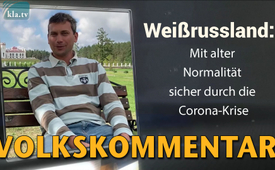 kla.tv
Weißrussland:
Mit alter
Normalität
sicher durch die
Corona-Krise
VOLKSKOMMENTAR